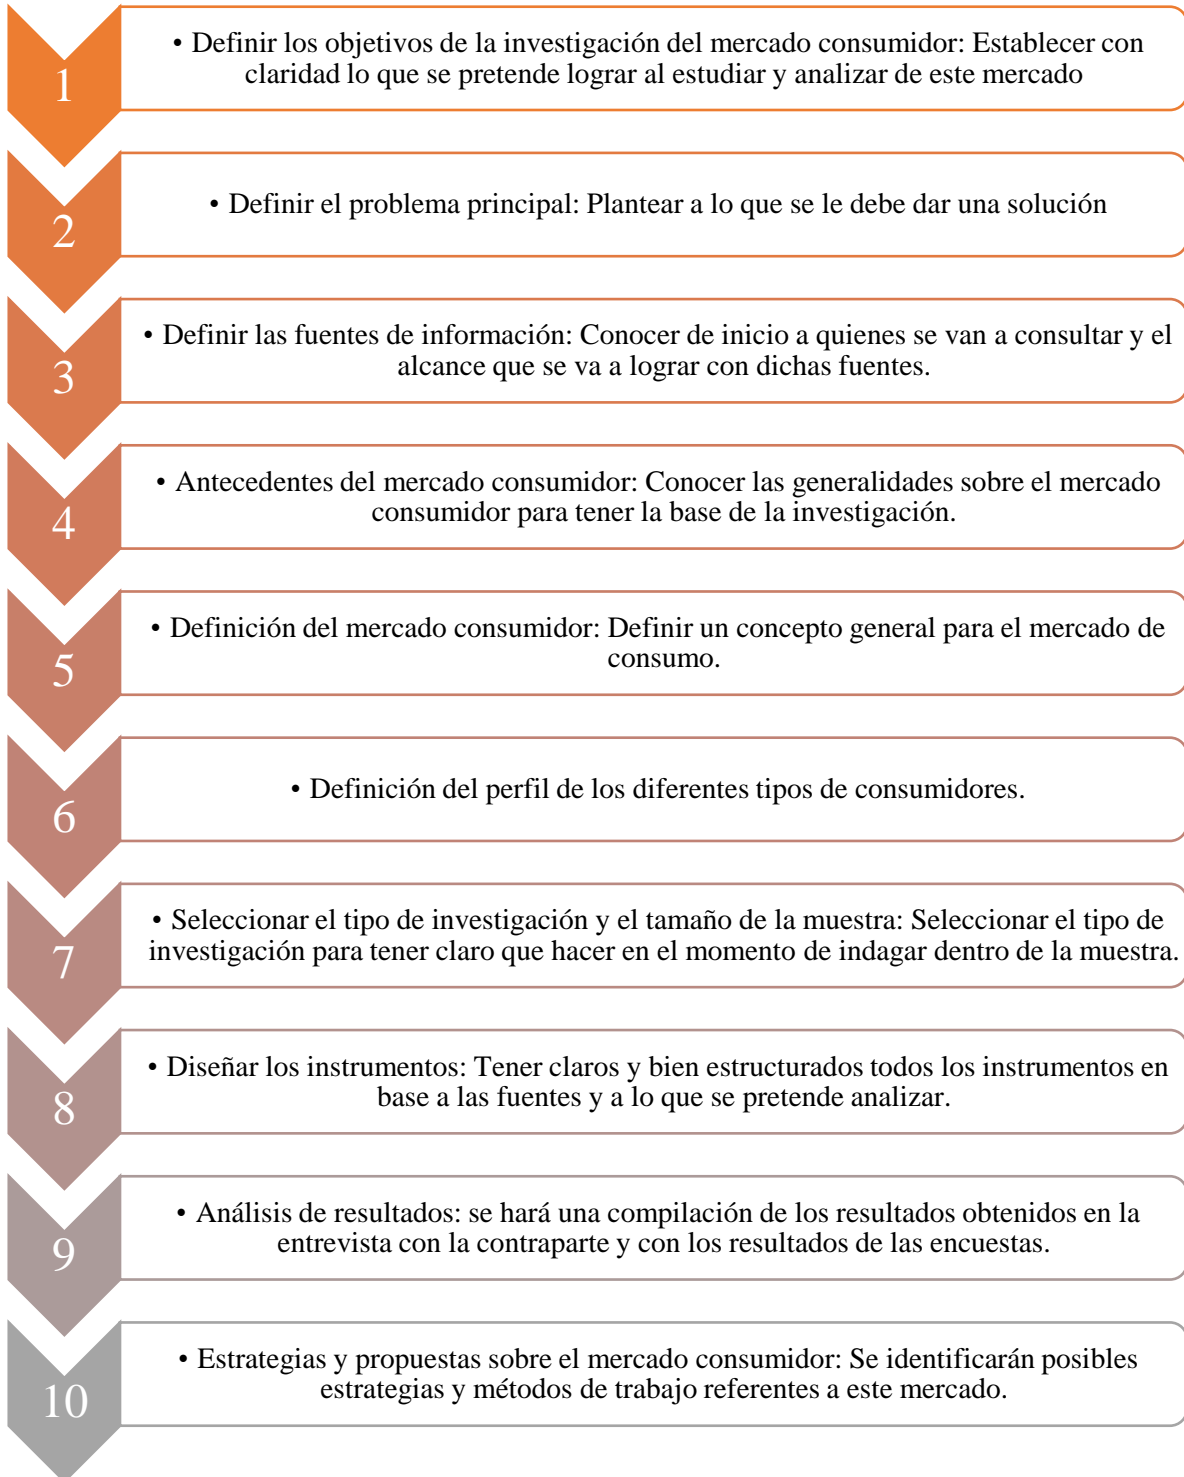 1
• Definir los objetivos de la investigación del mercado consumidor: Establecer con
claridad lo que se pretende lograr al estudiar y analizar de este mercado
2
• Definir el problema principal: Plantear a lo que se le debe dar una solución
3
• Definir las fuentes de información: Conocer de inicio a quienes se van a consultar y el
alcance que se va a lograr con dichas fuentes.
4
• Antecedentes del mercado consumidor: Conocer las generalidades sobre el mercado
consumidor para tener la base de la investigación.
5
• Definición del mercado consumidor: Definir un concepto general para el mercado de
consumo.
6
• Definición del perfil de los diferentes tipos de consumidores.
7
• Seleccionar el tipo de investigación y el tamaño de la muestra: Seleccionar el tipo de
investigación para tener claro que hacer en el momento de indagar dentro de la muestra.
8
• Diseñar los instrumentos: Tener claros y bien estructurados todos los instrumentos en
base a las fuentes y a lo que se pretende analizar.
9
• Análisis de resultados: se hará una compilación de los resultados obtenidos en la
entrevista con la contraparte y con los resultados de las encuestas.
10
• Estrategias y propuestas sobre el mercado consumidor: Se identificarán posibles
estrategias y métodos de trabajo referentes a este mercado.